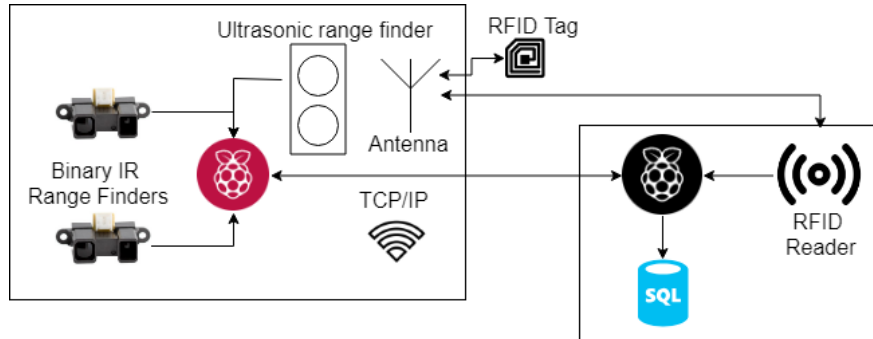 Ultrasonic range finder
RFID Tag
Antenna
Binary IR
Range Finders
TCP/IP
RFID
Reader
SQL